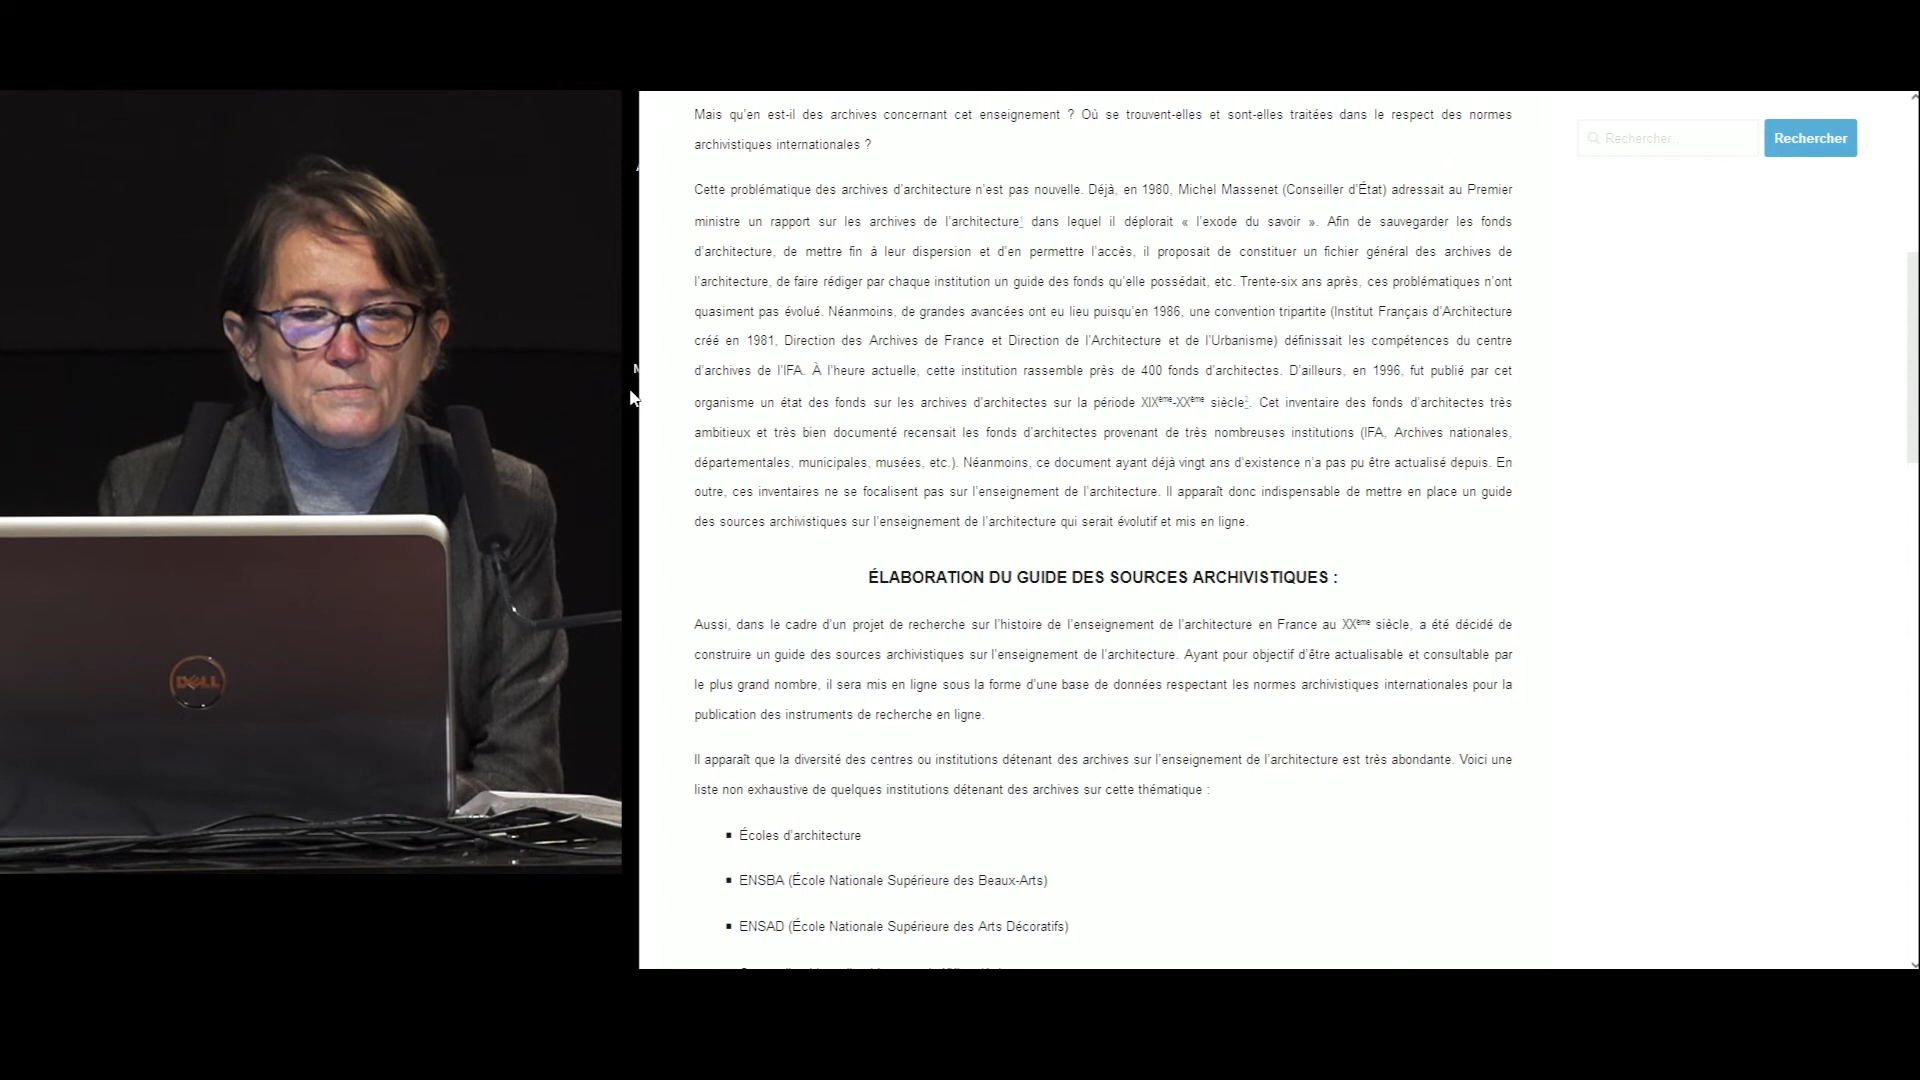 Mais qu'en est-il des archives concernant cet enseignement ? Où se trouvent-elles et sont-elles traitées dans le respect des normes
archivistiques internationales ?
Cette problématique des archives d'architecture n'est pas nouvelle. Déjà, en 1980, Michel Massenet (Conseiller d'État) adressait au Premier
ministre un rapport sur les archives de l'architecture dans lequel il déplorait « l'exode du savoir ». Afin de sauvegarder les fonds
d'architecture, de mettre fin à leur dispersion et d'en permettre l'accès, il proposait de constituer un fichier général des archives de
l'architecture, de faire rédiger par chaque institution un guide des fonds qu'elle possédait, etc. Trente-six ans après, ces problématiques n'ont
quasiment pas évolué. Néanmoins, de grandes avancées ont eu lieu puisqu'en 1986, une convention tripartite (Institut Français d'Architecture
créé en 1981, Direction des Archives de France et Direction de l'Architecture et de l'Urbanisme) définissait les compétences du centre
d'archives de l'IFA. À l'heure actuelle, cette institution rassemble près de 400 fonds d'architectes. D'ailleurs, en 1996, fut publié par cet
organisme un état des fonds sur les archives d'architectes sur la période XIXème-XXème siècle. Cet inventaire des fonds d'architectes très
ambitieux et très bien documenté recensait les fonds d'architectes provenant de très nombreuses institutions (IFA, Archives nationales,
départementales, municipales, musées, etc.). Néanmoins, ce document ayant déjà vingt ans d'existence n'a pas pu être actualisé depuis. En
outre, ces inventaires ne se focalisent pas sur l'enseignement de l'architecture. Il apparaît donc indispensable de mettre en place un guide
des sources archivistiques sur l'enseignement de l'architecture qui serait évolutif et mis en ligne.
ÉLABORATION DU GUIDE DES SOURCES ARCHIVISTIQUES :
Aussi, dans le cadre d'un projet de recherche sur l'histoire de l'enseignement de l'architecture en France au XXème siècle, a été décidé de
construire un guide des sources archivistiques sur l'enseignement de l'architecture. Ayant pour objectif d'être actualisable et consultable par
le plus grand nombre, il sera mis en ligne sous la forme d'une base de données respectant les normes archivistiques internationales pour la
publication des instruments de recherche en ligne.
Il apparaît que la diversité des centres ou institutions détenant des archives sur l'enseignement de l'architecture est très abondante. Voici une
liste non exhaustive de quelques institutions détenant des archives sur cette thématique :
▪ Écoles d'architecture
▪ ENSBA (École Nationale Supérieure des Beaux-Arts)
▪ ENSAD (École Nationale Supérieure des Arts Décoratifs)
Rechercher..
Rechercher
DELL